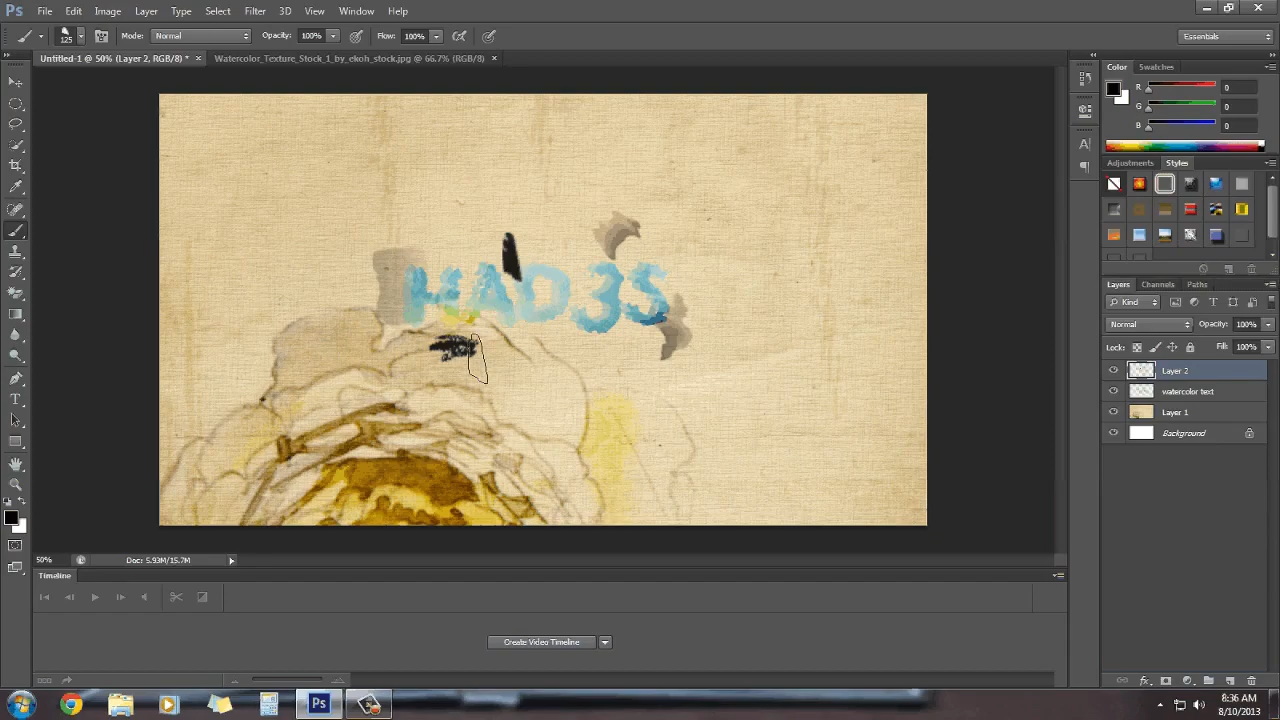 Ps File Edit Image Layer Type Select Filter 3D View Window Help
125 Mode: Normal Opacity: 100% Flow: 100% Essentials
Untitled-1 @ 50% (Layer 2, RGB/8) * × Watercolor_Texture_Stock_1_by_ekoh_stock.jpg @ 66.7% (RGB/8) ×
Color Swatches
R 0
G 0
B 0
Adjustments Styles
HAD3S
Layers Channels Paths
Kind
Normal Opacity: 100%
Lock: Fill: 100%
Layer 2
watercolor text
Layer 1
Background
50% Doc: 5.93M/15.7M
Timeline
Create Video Timeline
Ps
8:36 AM
8/10/2013